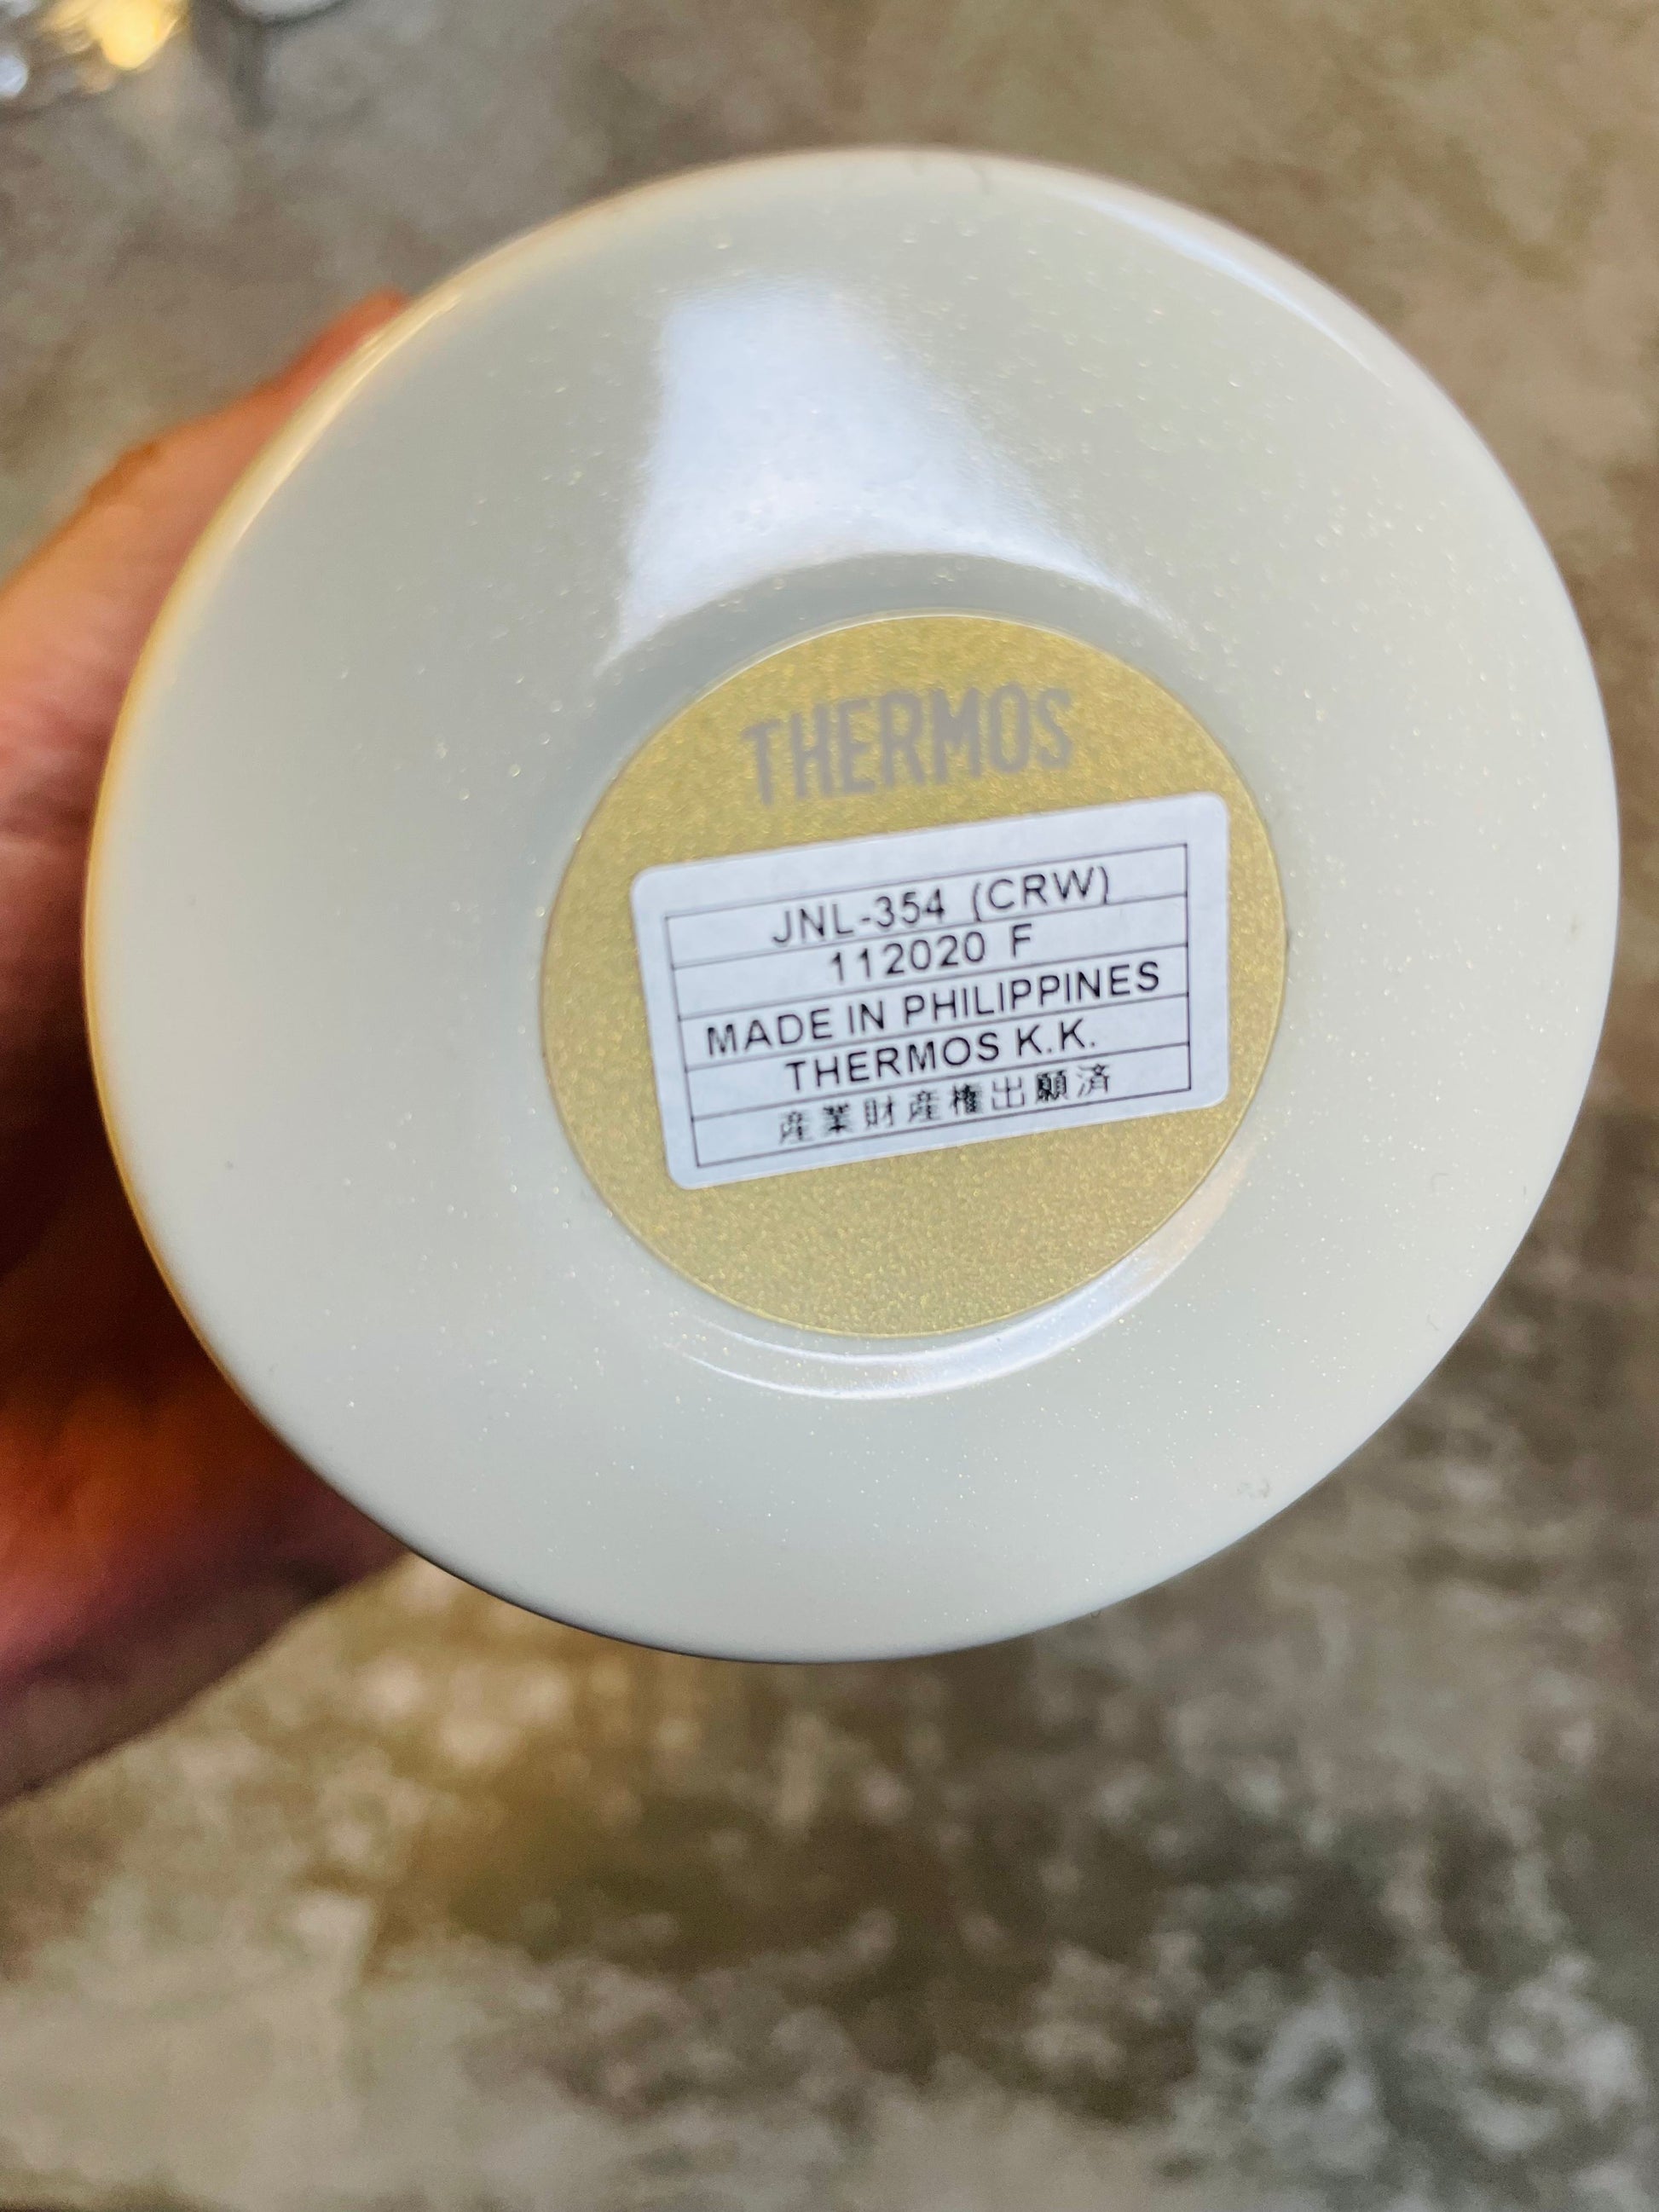 THERMOS
JNL-354 (CRW)
112020 F
MADE IN PHILIPPINES
THERMOS K.K.
産業財産権出願済